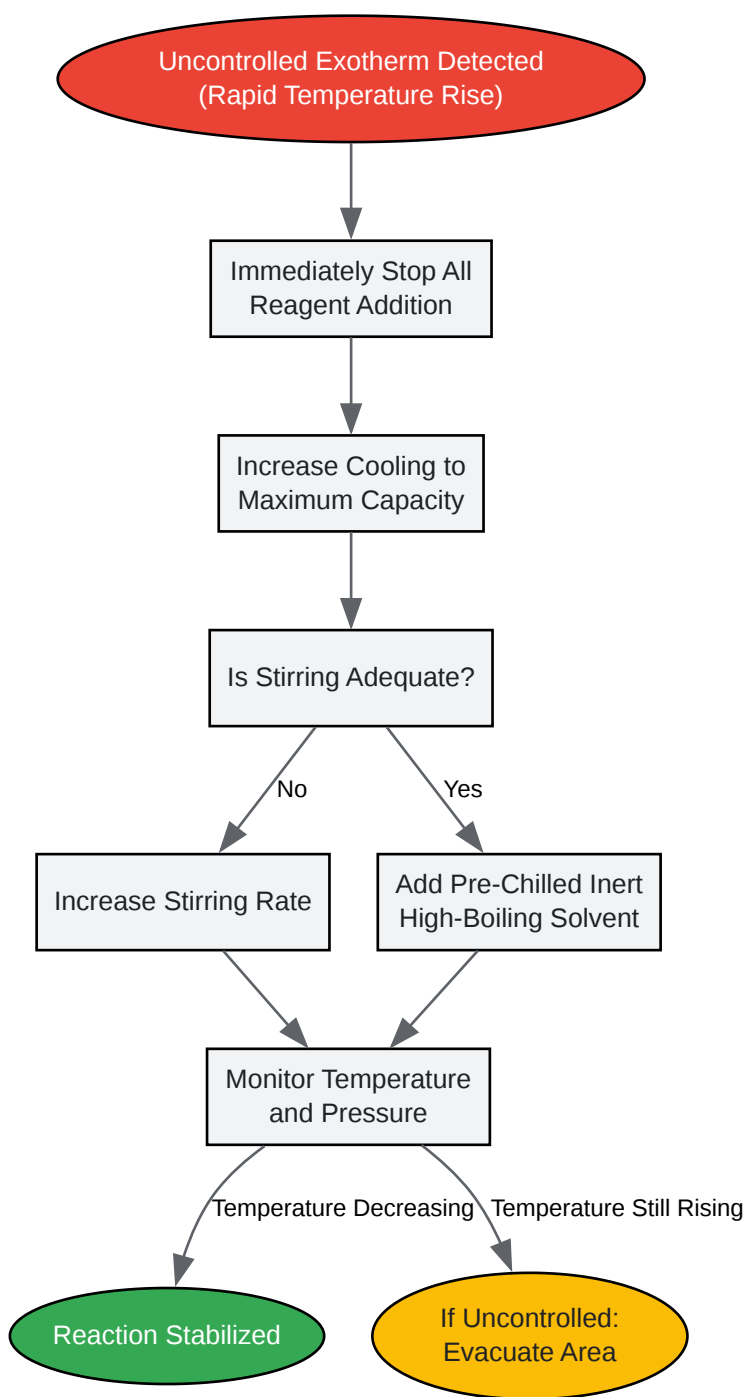 Uncontrolled Exotherm Detected
(Rapid Temperature Rise)
Immediately Stop All
Reagent Addition
Increase Cooling to
Maximum Capacity
Is Stirring Adequate?
No
Yes
Increase Stirring Rate
Add Pre-Chilled Inert
High-Boiling Solvent
Monitor Temperature
and Pressure
Temperature Decreasing
Temperature Still Rising
Reaction Stabilized
If Uncontrolled:
Evacuate Area